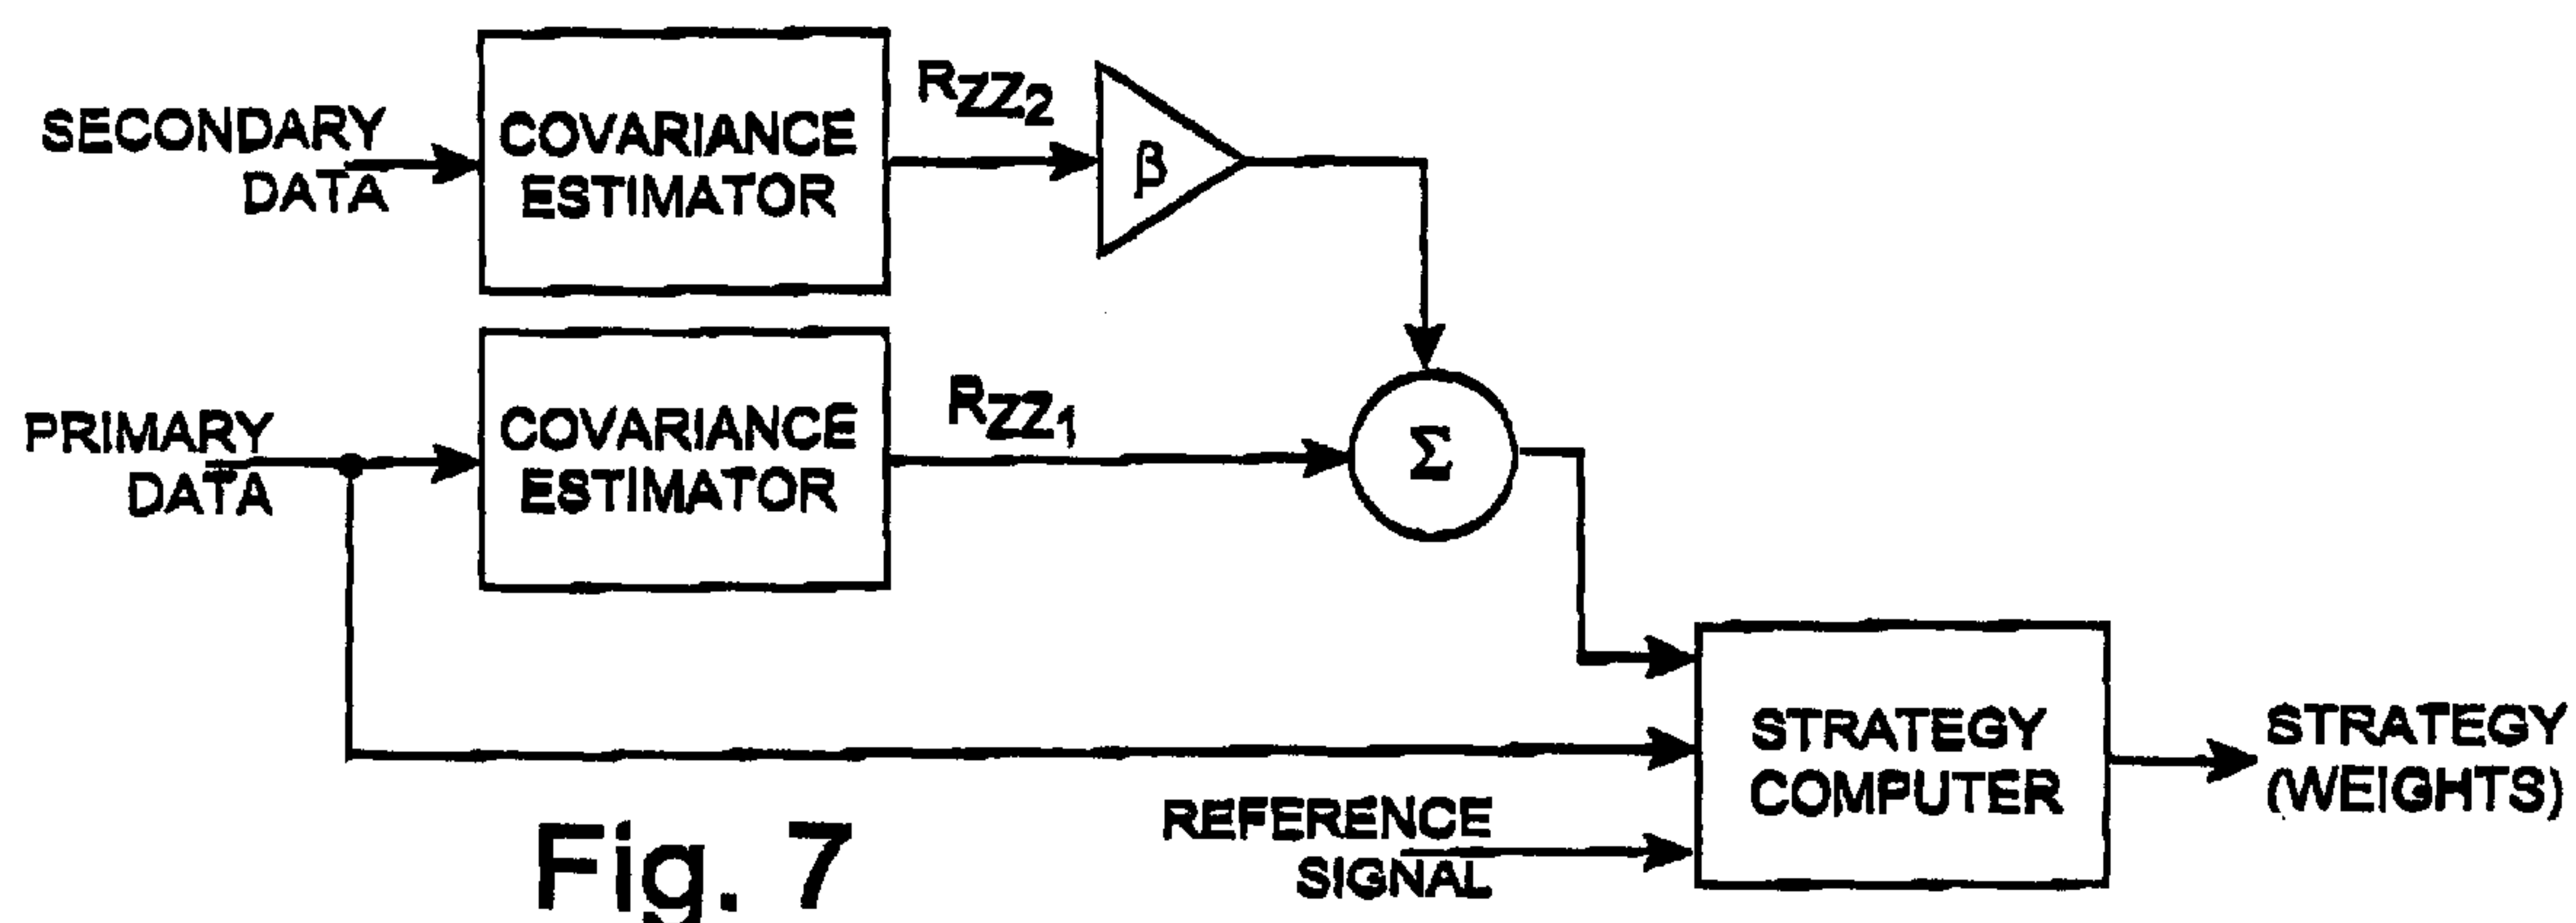 SECONDARY
DATA
COVARIANCE
ESTIMATOR
RZZ2
β
PRIMARY
DATA
COVARIANCE
ESTIMATOR
RZZ1
Σ
STRATEGY
COMPUTER
STRATEGY
(WEIGHTS)
REFERENCE
SIGNAL
Fig. 7